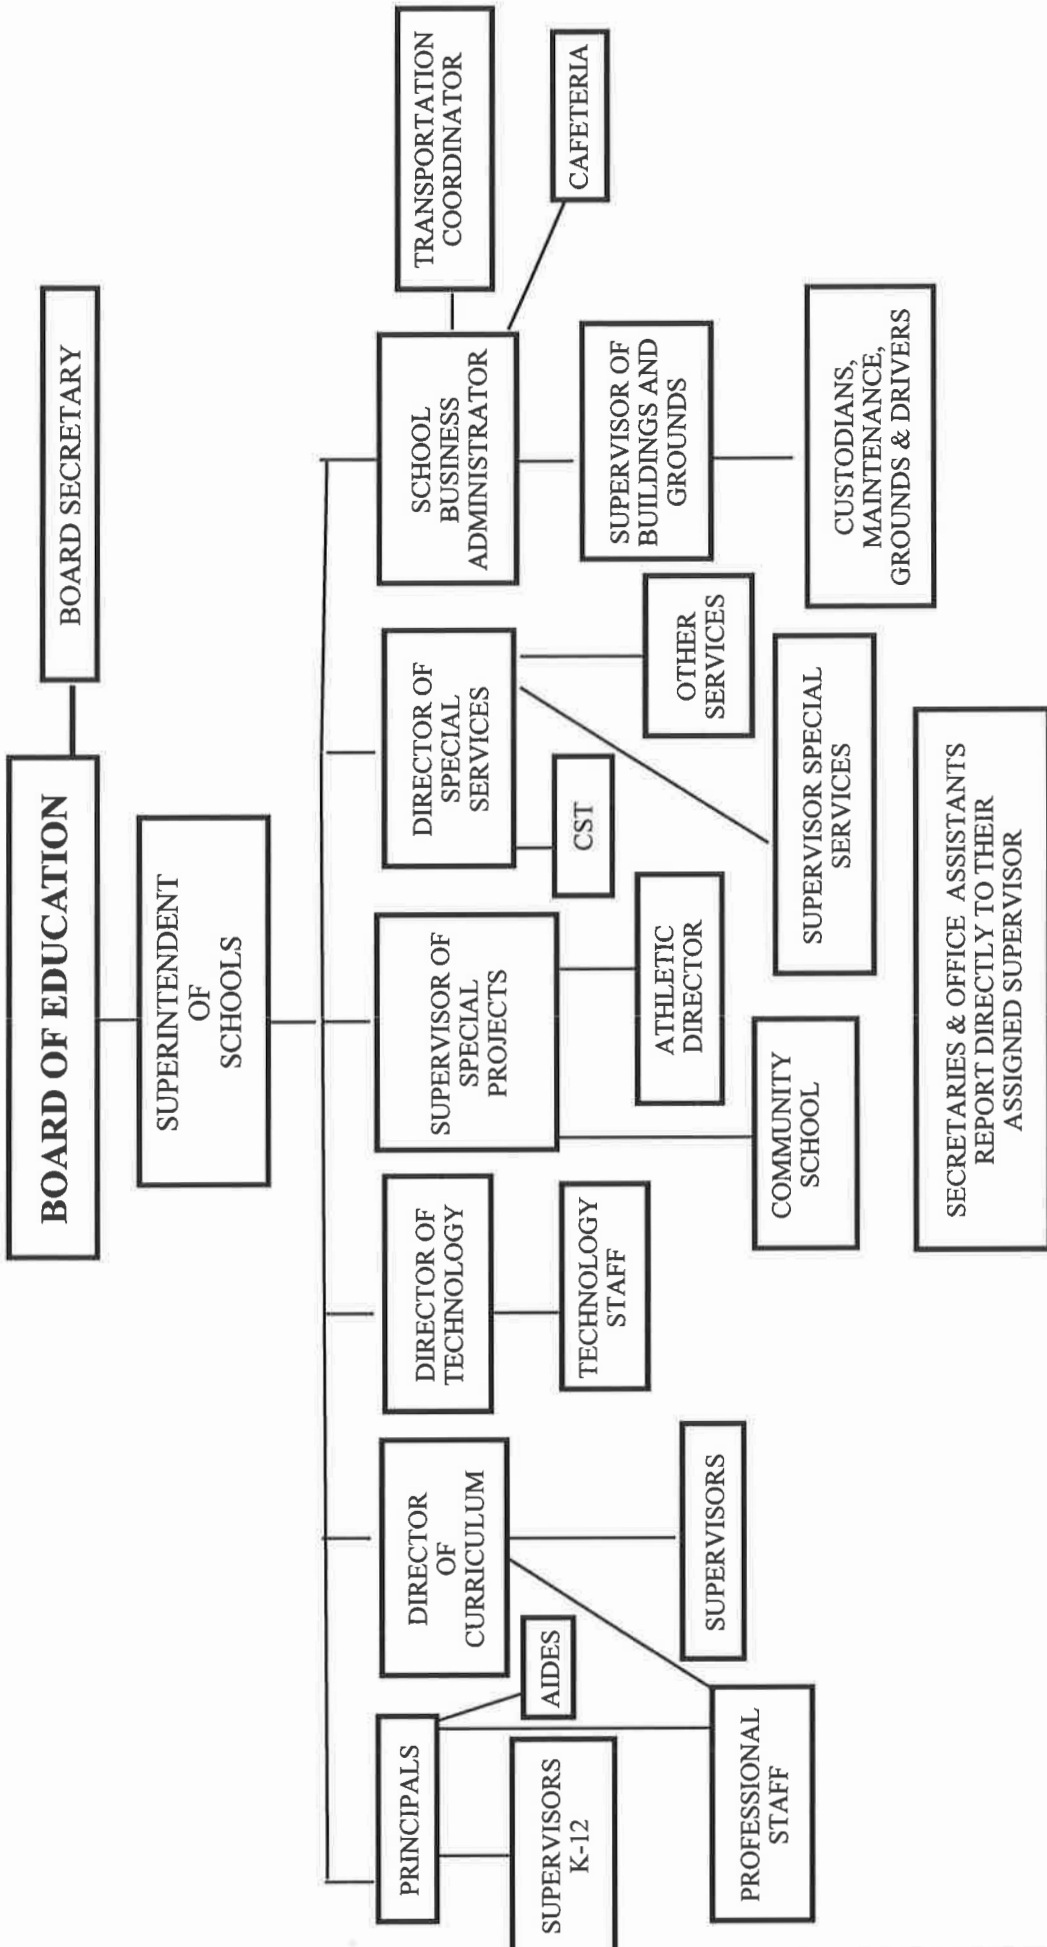 BOARD OF EDUCATION
BOARD SECRETARY
SUPERINTENDENT
OF
SCHOOLS
PRINCIPALS
DIRECTOR
OF
CURRICULUM
DIRECTOR OF
TECHNOLOGY
SUPERVISOR OF
SPECIAL
PROJECTS
DIRECTOR OF
SPECIAL
SERVICES
SCHOOL
BUSINESS
ADMINISTRATOR
TRANSPORTATION
COORDINATOR
SUPERVISORS
K-12
AIDES
TECHNOLOGY
STAFF
CST
CAFETERIA
SUPERVISORS
ATHLETIC
DIRECTOR
OTHER
SERVICES
SUPERVISOR OF
BUILDINGS AND
GROUNDS
PROFESSIONAL
STAFF
COMMUNITY
SCHOOL
SUPERVISOR SPECIAL
SERVICES
CUSTODIANS,
MAINTENANCE,
GROUNDS & DRIVERS
SECRETARIES & OFFICE ASSISTANTS
REPORT DIRECTLY TO THEIR
ASSIGNED SUPERVISOR